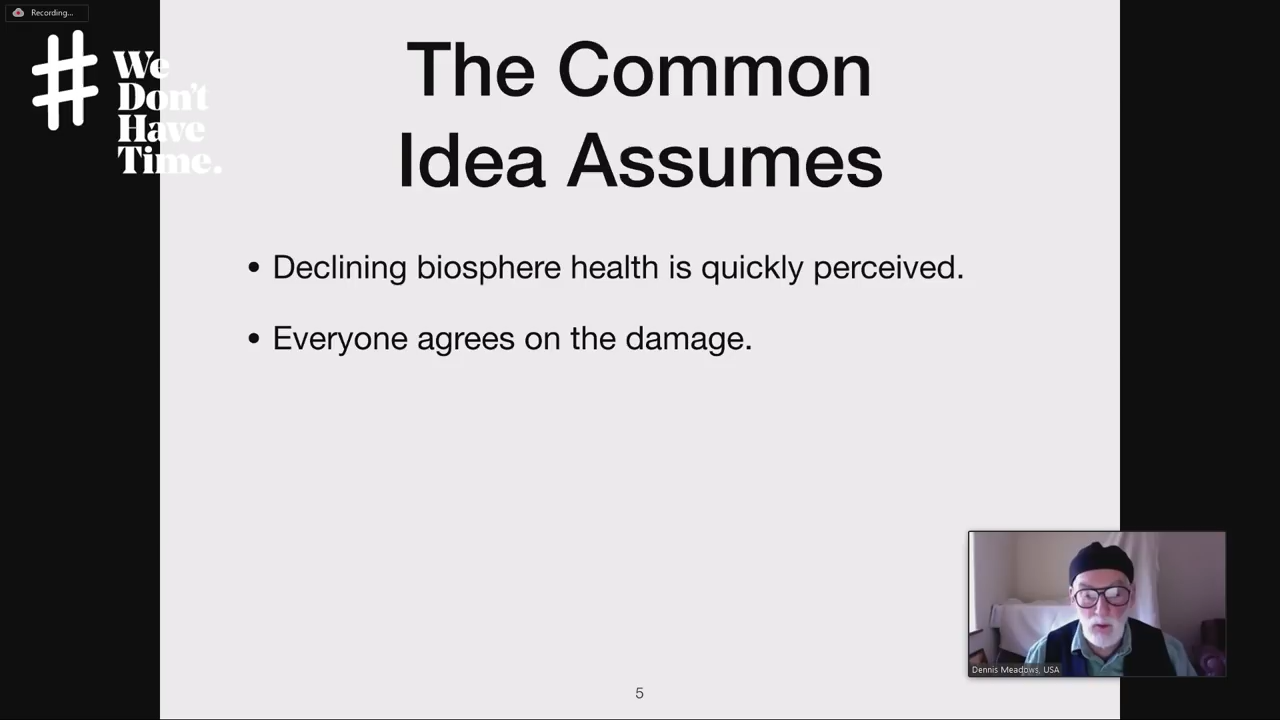 Recording...
#We
Don't
Have
Time.
The Common
Idea Assumes
• Declining biosphere health is quickly perceived.
• Everyone agrees on the damage.
Dennis Meadows, USA
5